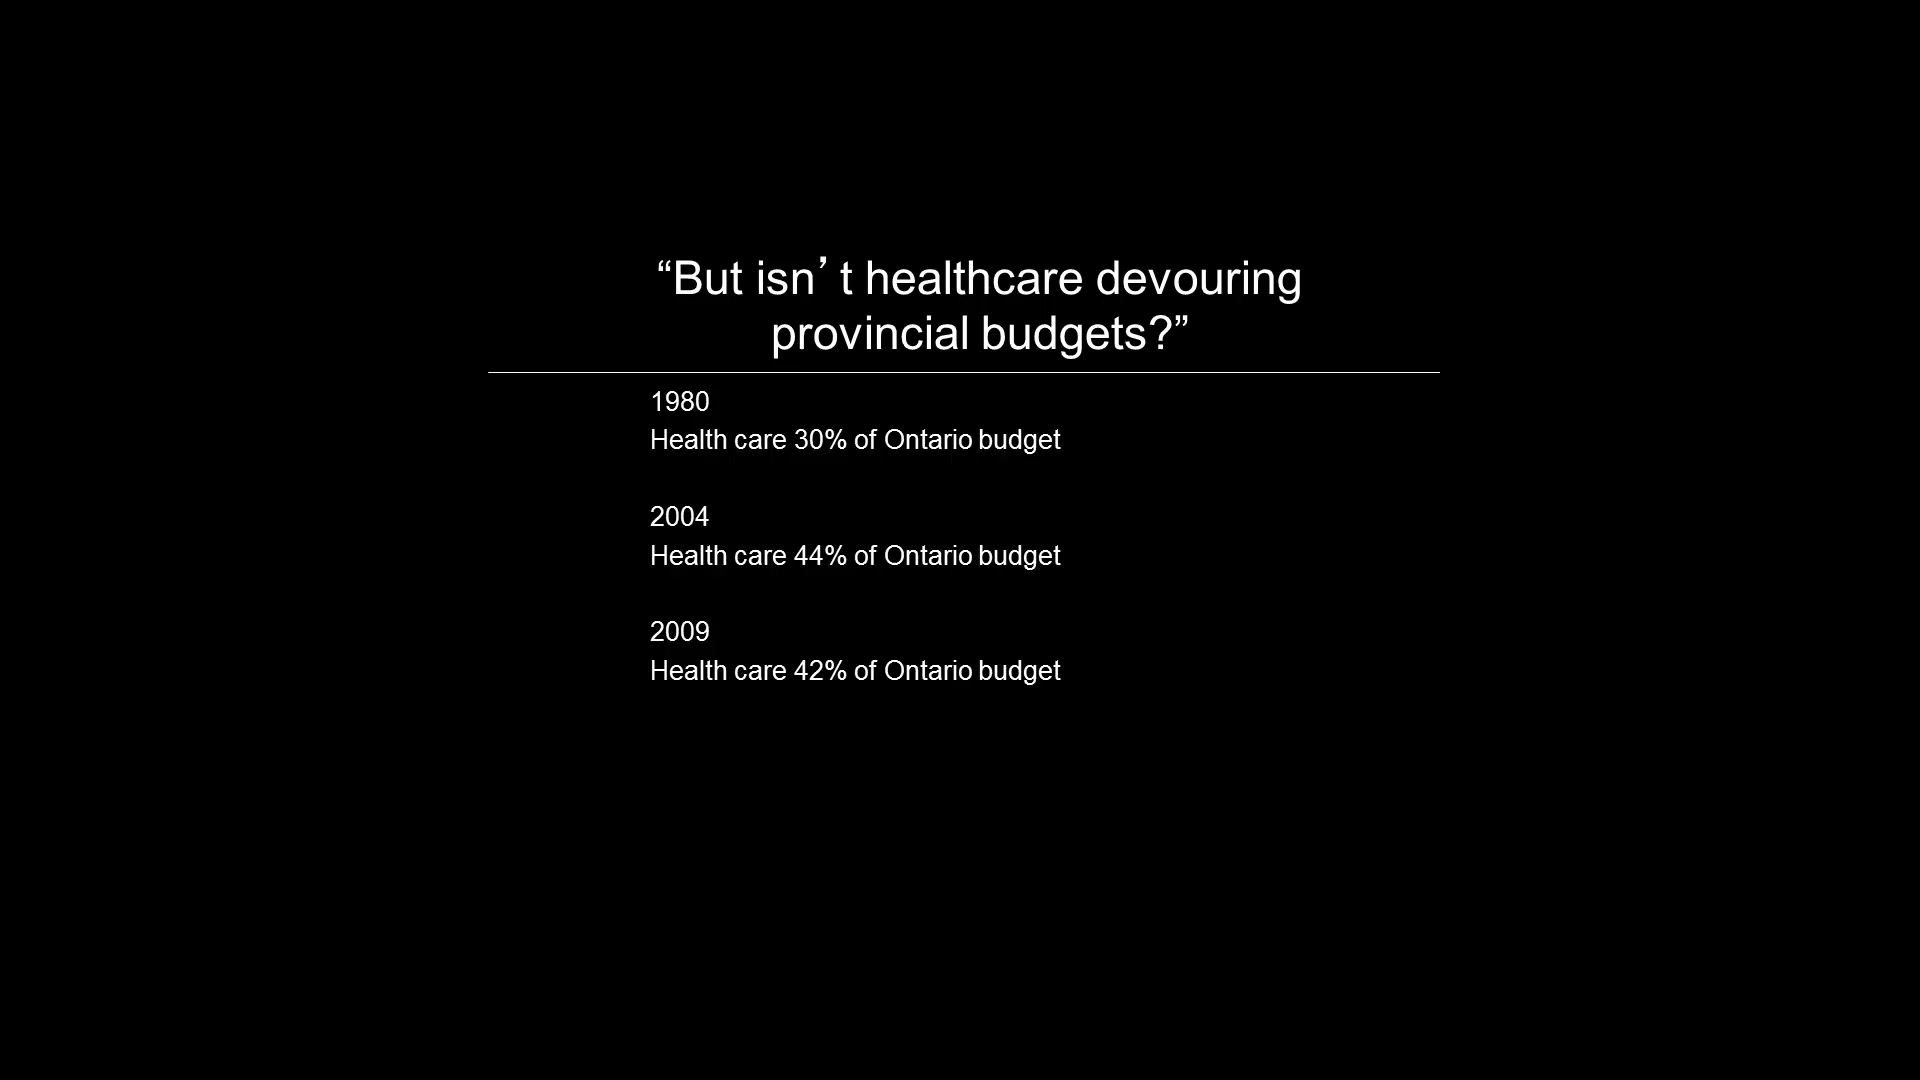 “But isn’t healthcare devouring
provincial budgets?”
1980
Health care 30% of Ontario budget
2004
Health care 44% of Ontario budget
2009
Health care 42% of Ontario budget